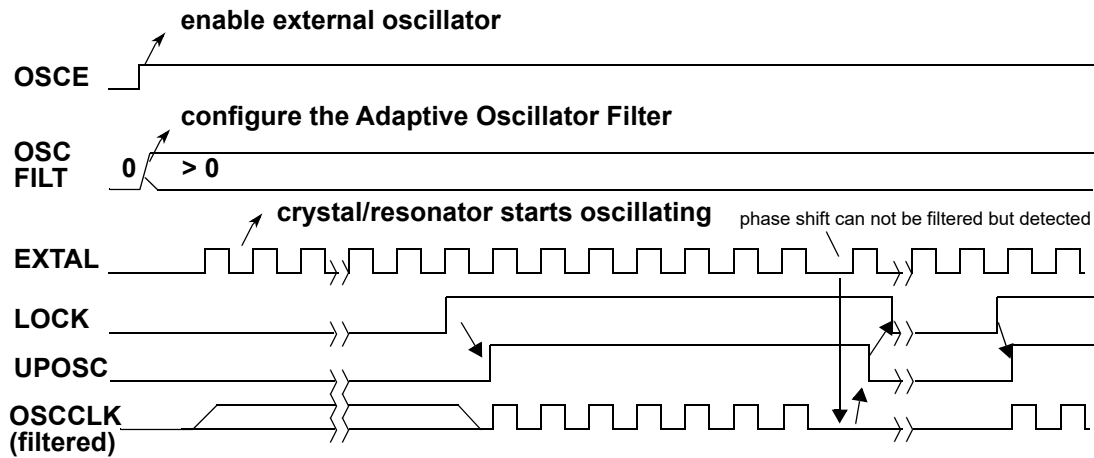 enable external oscillator
OSCE
configure the Adaptive Oscillator Filter
OSC
FILT
0 > 0
crystal/resonator starts oscillating
phase shift can not be filtered but detected
EXTAL
LOCK
UPOSC
OSCCLK
(filtered)